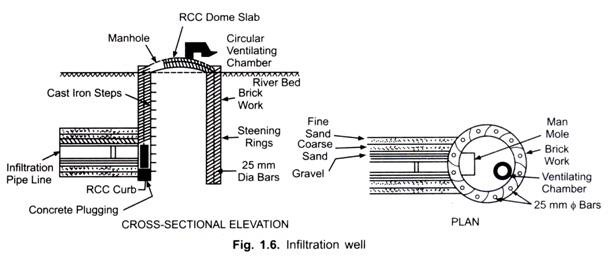 RCC Dome Slab
Manhole
Circular
Ventilating
Chamber
River Bed
Cast Iron Steps
Brick
Work
Steening
Rings
Infiltration
Pipe Line
25 mm
Dia Bars
RCC Curb
Concrete Plugging
CROSS-SECTIONAL ELEVATION
Fine
Sand
Coarse
Sand
Gravel
Man
Mole
Brick
Work
Ventilating
Chamber
25 mm ϕ Bars
PLAN
Fig. 1.6. Infiltration well